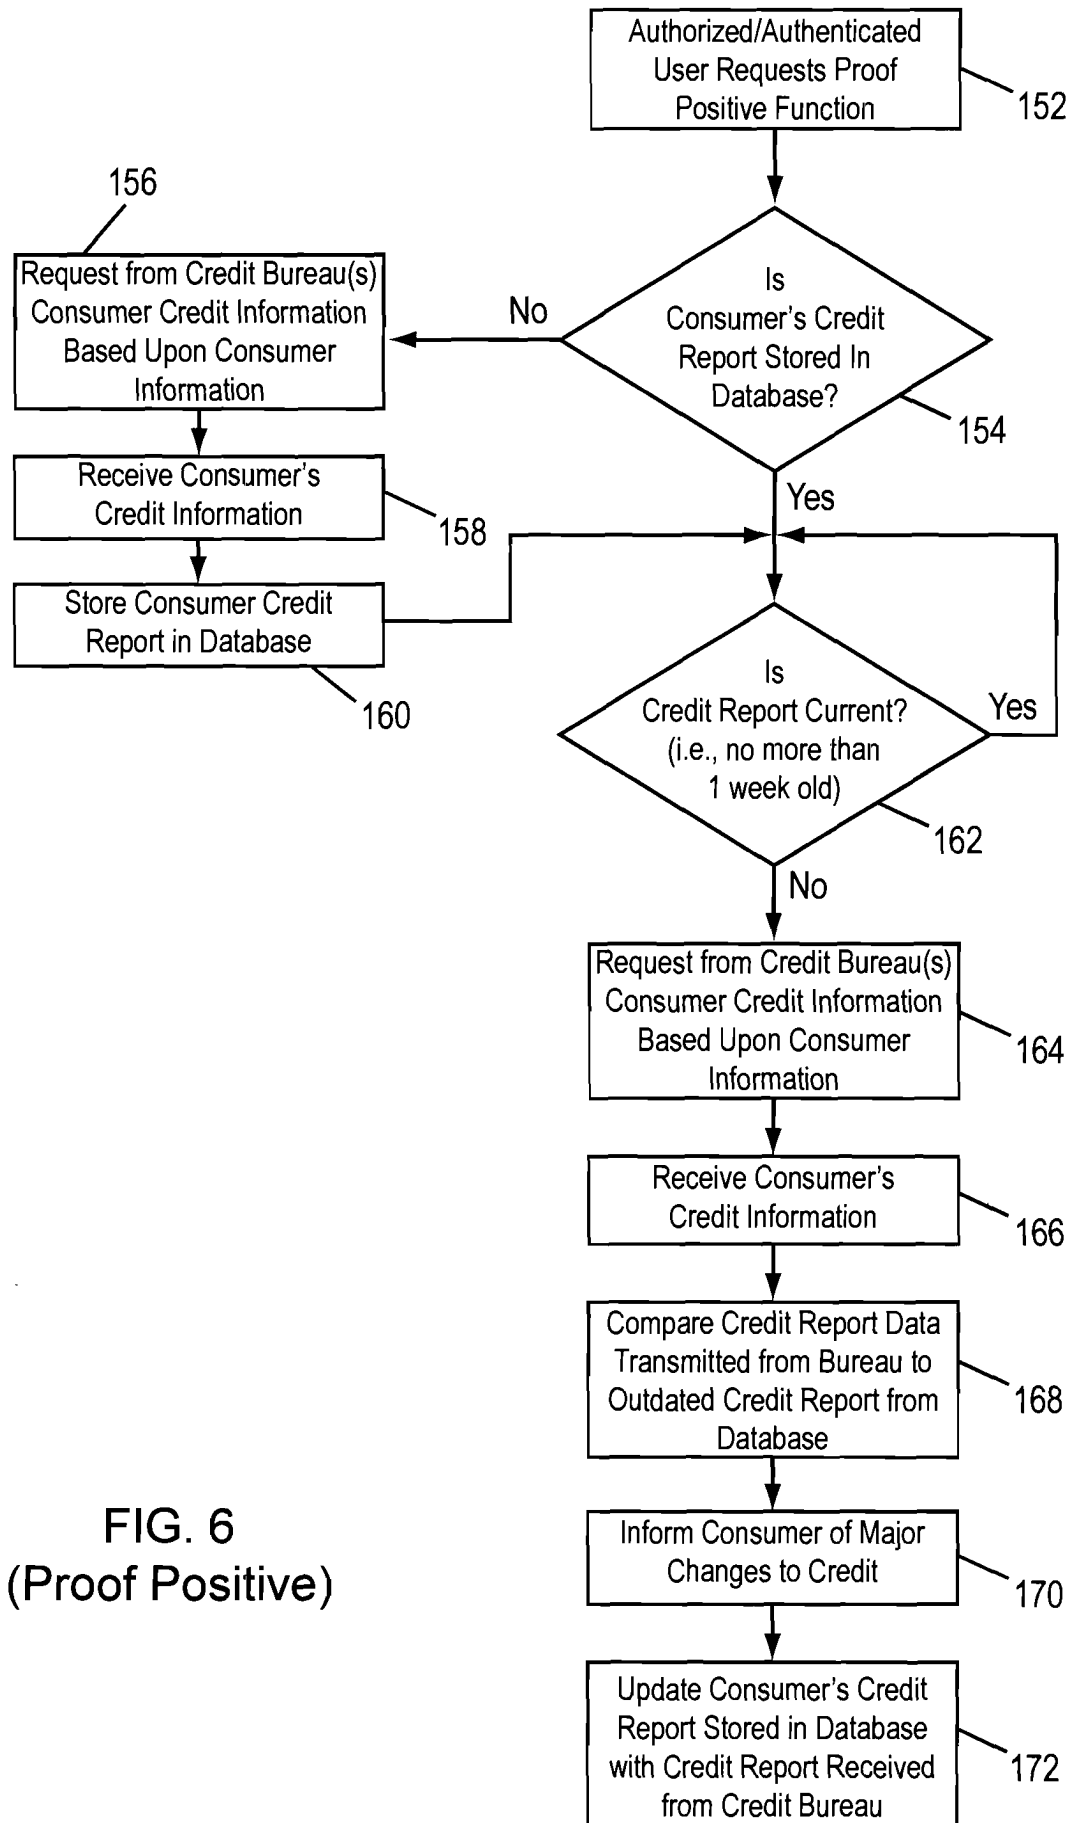 Authorized/Authenticated
User Requests Proof
Positive Function
152
156
Request from Credit Bureau(s)
Consumer Credit Information
Based Upon Consumer
Information
No
Is
Consumer's Credit
Report Stored In
Database?
154
Receive Consumer's
Credit Information
158
Yes
Store Consumer Credit
Report in Database
160
Is
Credit Report Current?
(i.e., no more than
1 week old)
Yes
162
No
Request from Credit Bureau(s)
Consumer Credit Information
Based Upon Consumer
Information
164
Receive Consumer's
Credit Information
166
Compare Credit Report Data
Transmitted from Bureau to
Outdated Credit Report from
Database
168
Inform Consumer of Major
Changes to Credit
170
Update Consumer's Credit
Report Stored in Database
with Credit Report Received
from Credit Bureau
172
FIG. 6
(Proof Positive)